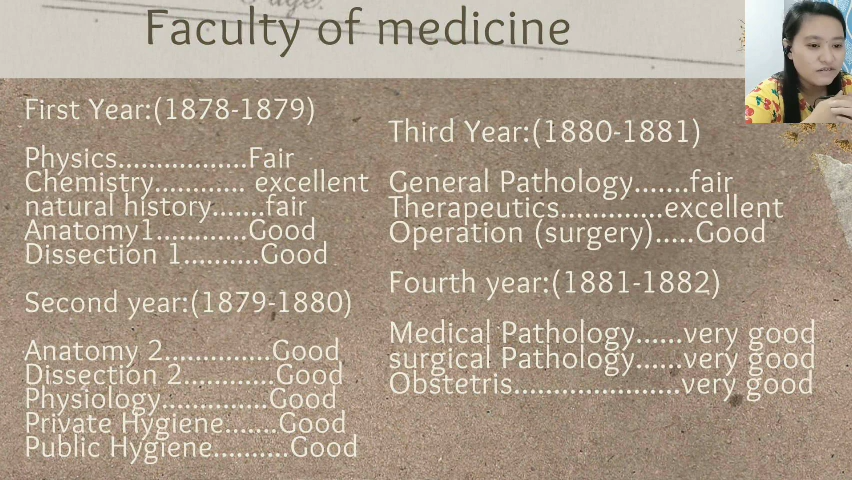 Faculty of medicine
First Year:(1878-1879)
Physics.................Fair
Chemistry............ excellent
natural history.......fair
Anatomy1............Good
Dissection 1..........Good
Second year:(1879-1880)
Anatomy 2..............Good
Dissection 2............Good
Physiology..............Good
Private Hygiene.......Good
Public Hygiene..........Good
Third Year:(1880-1881)
General Pathology.......fair
Therapeutics..............excellent
Operation (surgery).....Good
Fourth year:(1881-1882)
Medical Pathology......very good
surgical Pathology......very good
Obstetris......................very good